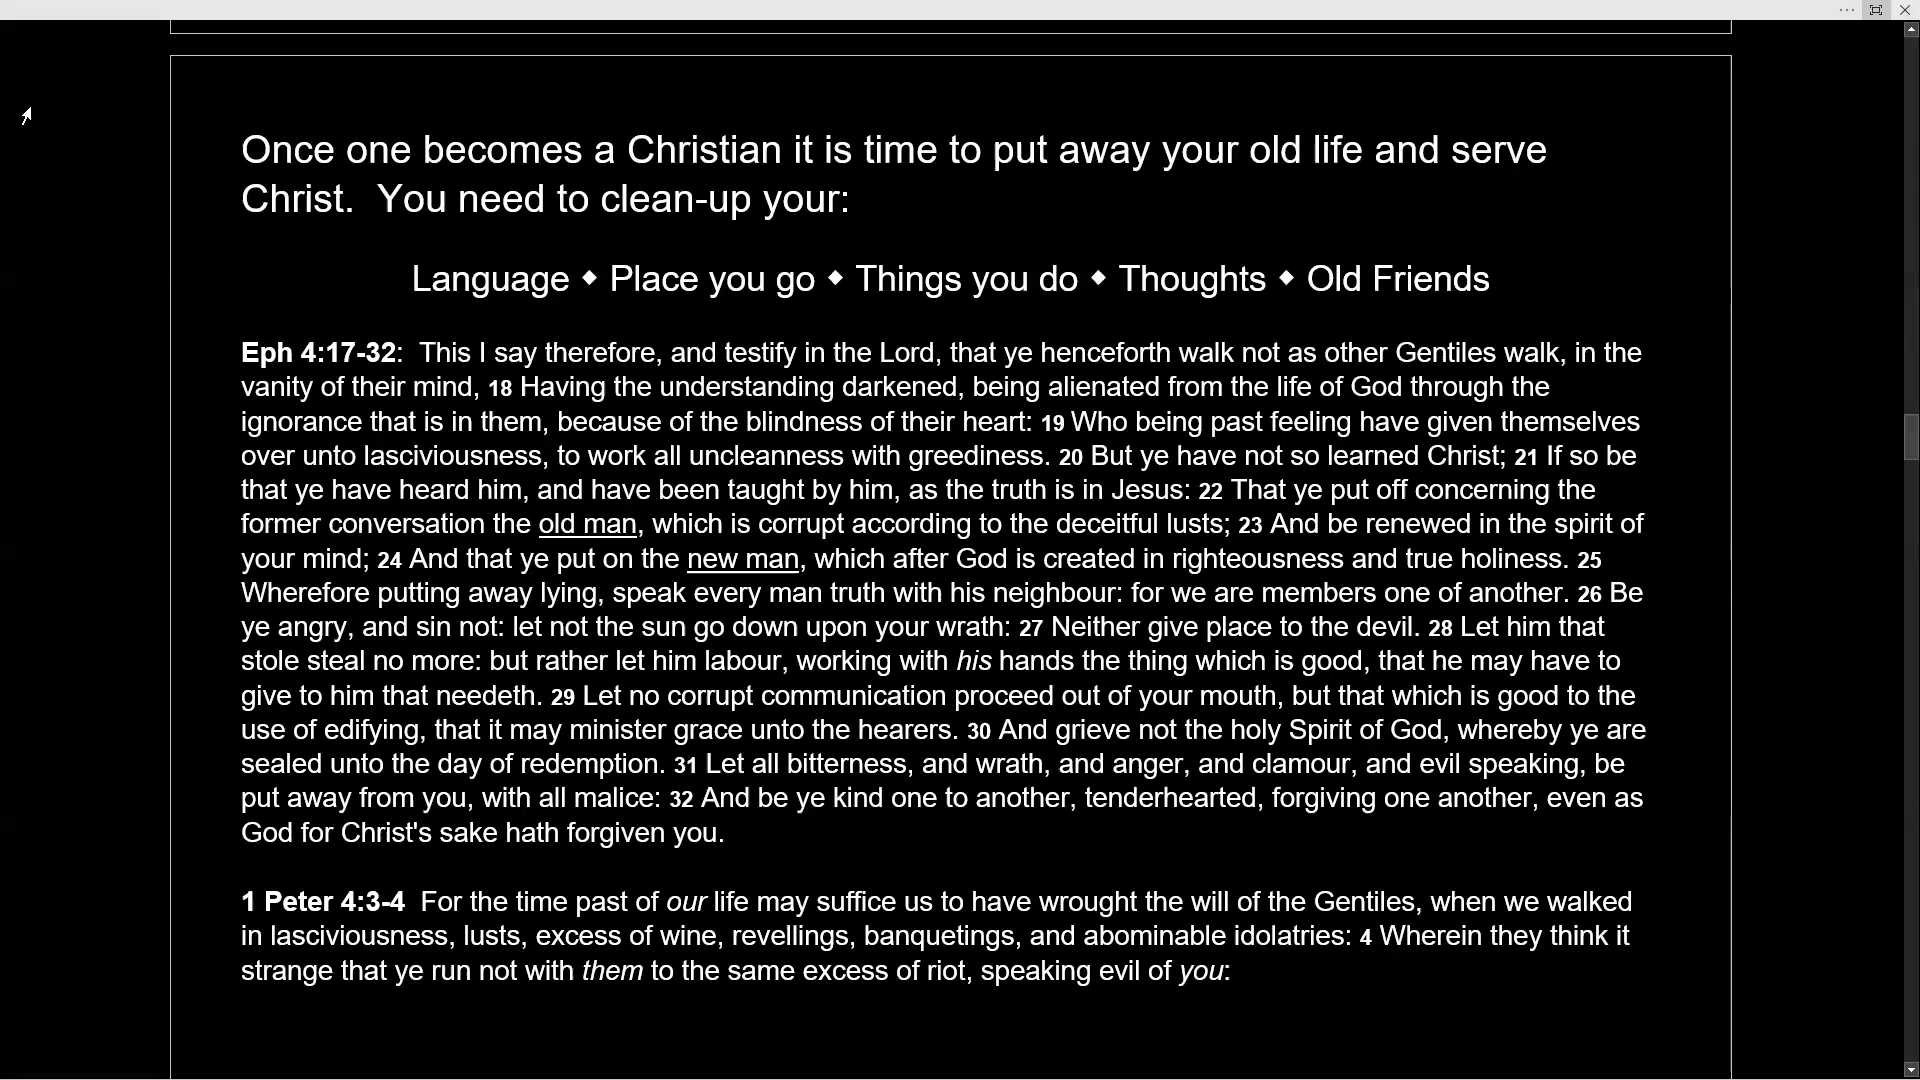 Once one becomes a Christian it is time to put away your old life and serve
Christ.  You need to clean-up your:
Language ◆ Place you go ◆ Things you do ◆ Thoughts ◆ Old Friends
Eph 4:17-32:  This I say therefore, and testify in the Lord, that ye henceforth walk not as other Gentiles walk, in the
vanity of their mind, 18 Having the understanding darkened, being alienated from the life of God through the
ignorance that is in them, because of the blindness of their heart: 19 Who being past feeling have given themselves
over unto lasciviousness, to work all uncleanness with greediness. 20 But ye have not so learned Christ; 21 If so be
that ye have heard him, and have been taught by him, as the truth is in Jesus: 22 That ye put off concerning the
former conversation the old man, which is corrupt according to the deceitful lusts; 23 And be renewed in the spirit of
your mind; 24 And that ye put on the new man, which after God is created in righteousness and true holiness. 25
Wherefore putting away lying, speak every man truth with his neighbour: for we are members one of another. 26 Be
ye angry, and sin not: let not the sun go down upon your wrath: 27 Neither give place to the devil. 28 Let him that
stole steal no more: but rather let him labour, working with his hands the thing which is good, that he may have to
give to him that needeth. 29 Let no corrupt communication proceed out of your mouth, but that which is good to the
use of edifying, that it may minister grace unto the hearers. 30 And grieve not the holy Spirit of God, whereby ye are
sealed unto the day of redemption. 31 Let all bitterness, and wrath, and anger, and clamour, and evil speaking, be
put away from you, with all malice: 32 And be ye kind one to another, tenderhearted, forgiving one another, even as
God for Christ's sake hath forgiven you.
1 Peter 4:3-4  For the time past of our life may suffice us to have wrought the will of the Gentiles, when we walked
in lasciviousness, lusts, excess of wine, revellings, banquetings, and abominable idolatries: 4 Wherein they think it
strange that ye run not with them to the same excess of riot, speaking evil of you: